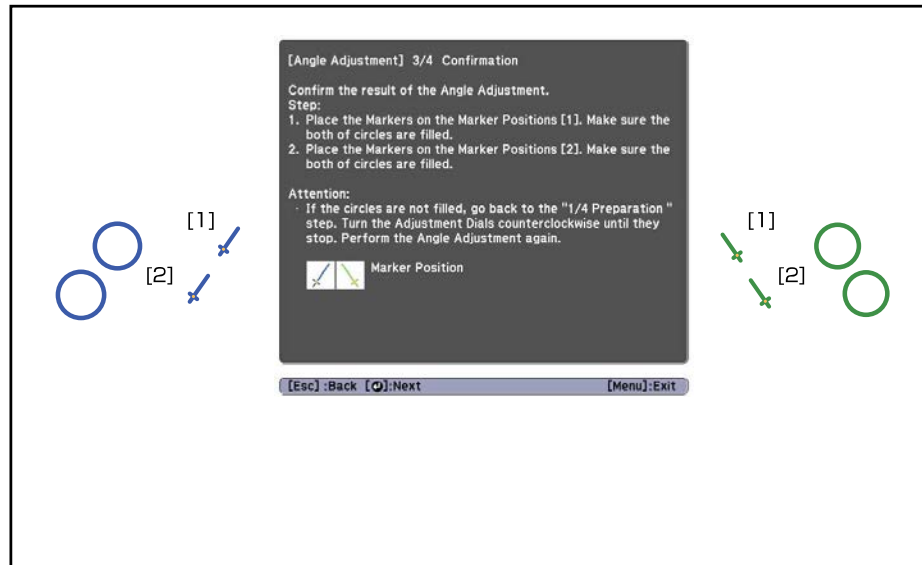 [Angle Adjustment] 3/4 Confirmation
Confirm the result of the Angle Adjustment.
Step:
1. Place the Markers on the Marker Positions [1]. Make sure the
both of circles are filled.
2. Place the Markers on the Marker Positions [2]. Make sure the
both of circles are filled.
Attention:
· If the circles are not filled, go back to the "1/4 Preparation "
step. Turn the Adjustment Dials counterclockwise until they
stop. Perform the Angle Adjustment again.
Marker Position
[1]
[2]
[1]
[2]
[Esc] :Back [⏎]:Next [Menu]:Exit